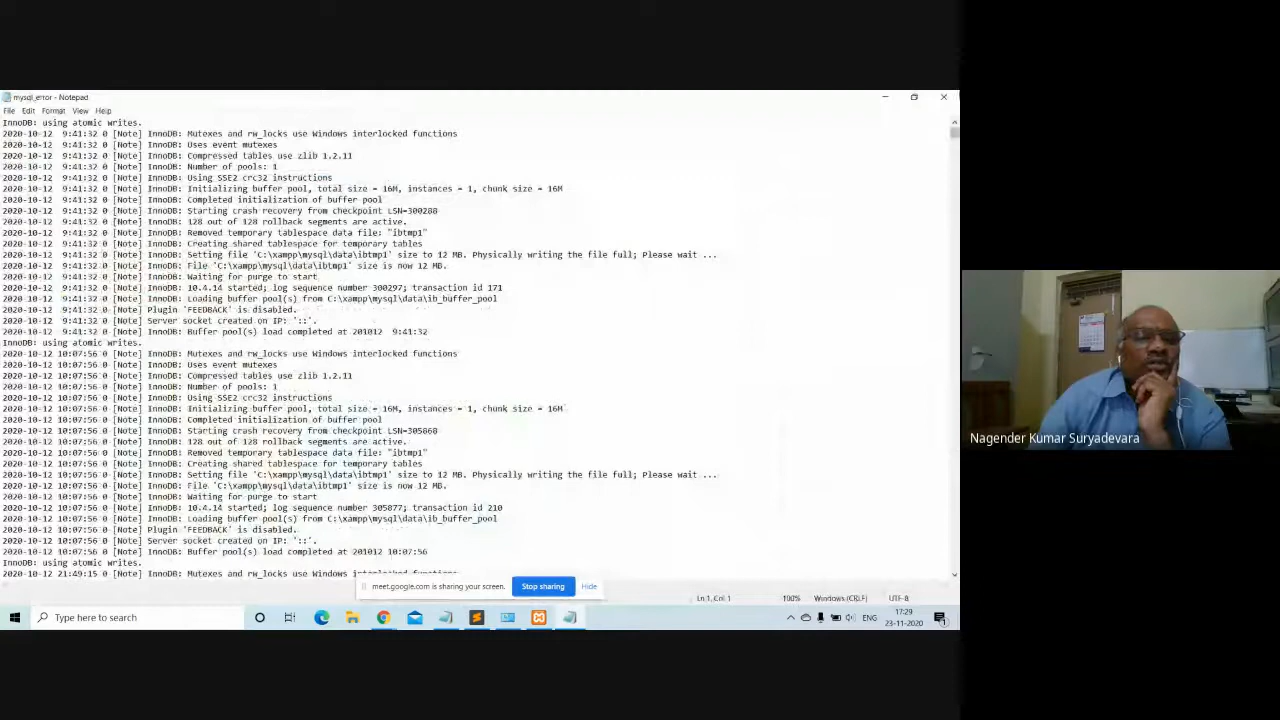 mysql_error - Notepad
File Edit Format View Help
InnoDB: using atomic writes.
2020-10-12  9:41:32 0 [Note] InnoDB: Mutexes and rw_locks use Windows interlocked functions
2020-10-12  9:41:32 0 [Note] InnoDB: Uses event mutexes
2020-10-12  9:41:32 0 [Note] InnoDB: Compressed tables use zlib 1.2.11
2020-10-12  9:41:32 0 [Note] InnoDB: Number of pools: 1
2020-10-12  9:41:32 0 [Note] InnoDB: Using SSE2 crc32 instructions
2020-10-12  9:41:32 0 [Note] InnoDB: Initializing buffer pool, total size = 16M, instances = 1, chunk size = 16M
2020-10-12  9:41:32 0 [Note] InnoDB: Completed initialization of buffer pool
2020-10-12  9:41:32 0 [Note] InnoDB: Starting crash recovery from checkpoint LSN=300288
2020-10-12  9:41:32 0 [Note] InnoDB: 128 out of 128 rollback segments are active.
2020-10-12  9:41:32 0 [Note] InnoDB: Removed temporary tablespace data file: "ibtmp1"
2020-10-12  9:41:32 0 [Note] InnoDB: Creating shared tablespace for temporary tables
2020-10-12  9:41:32 0 [Note] InnoDB: Setting file 'C:\xampp\mysql\data\ibtmp1' size to 12 MB. Physically writing the file full; Please wait ...
2020-10-12  9:41:32 0 [Note] InnoDB: File 'C:\xampp\mysql\data\ibtmp1' size is now 12 MB.
2020-10-12  9:41:32 0 [Note] InnoDB: Waiting for purge to start
2020-10-12  9:41:32 0 [Note] InnoDB: 10.4.14 started; log sequence number 300297; transaction id 171
2020-10-12  9:41:32 0 [Note] InnoDB: Loading buffer pool(s) from C:\xampp\mysql\data\ib_buffer_pool
2020-10-12  9:41:32 0 [Note] Plugin 'FEEDBACK' is disabled.
2020-10-12  9:41:32 0 [Note] Server socket created on IP: '::'.
2020-10-12  9:41:32 0 [Note] InnoDB: Buffer pool(s) load completed at 201012  9:41:32
InnoDB: using atomic writes.
2020-10-12 10:07:56 0 [Note] InnoDB: Mutexes and rw_locks use Windows interlocked functions
2020-10-12 10:07:56 0 [Note] InnoDB: Uses event mutexes
2020-10-12 10:07:56 0 [Note] InnoDB: Compressed tables use zlib 1.2.11
2020-10-12 10:07:56 0 [Note] InnoDB: Number of pools: 1
2020-10-12 10:07:56 0 [Note] InnoDB: Using SSE2 crc32 instructions
2020-10-12 10:07:56 0 [Note] InnoDB: Initializing buffer pool, total size = 16M, instances = 1, chunk size = 16M
2020-10-12 10:07:56 0 [Note] InnoDB: Completed initialization of buffer pool
2020-10-12 10:07:56 0 [Note] InnoDB: Starting crash recovery from checkpoint LSN=305868
2020-10-12 10:07:56 0 [Note] InnoDB: 128 out of 128 rollback segments are active.
2020-10-12 10:07:56 0 [Note] InnoDB: Removed temporary tablespace data file: "ibtmp1"
2020-10-12 10:07:56 0 [Note] InnoDB: Creating shared tablespace for temporary tables
2020-10-12 10:07:56 0 [Note] InnoDB: Setting file 'C:\xampp\mysql\data\ibtmp1' size to 12 MB. Physically writing the file full; Please wait ...
2020-10-12 10:07:56 0 [Note] InnoDB: File 'C:\xampp\mysql\data\ibtmp1' size is now 12 MB.
2020-10-12 10:07:56 0 [Note] InnoDB: Waiting for purge to start
2020-10-12 10:07:56 0 [Note] InnoDB: 10.4.14 started; log sequence number 305877; transaction id 210
2020-10-12 10:07:56 0 [Note] InnoDB: Loading buffer pool(s) from C:\xampp\mysql\data\ib_buffer_pool
2020-10-12 10:07:56 0 [Note] Plugin 'FEEDBACK' is disabled.
2020-10-12 10:07:56 0 [Note] Server socket created on IP: '::'.
2020-10-12 10:07:56 0 [Note] InnoDB: Buffer pool(s) load completed at 201012 10:07:56
InnoDB: using atomic writes.
2020-10-12 21:49:15 0 [Note] InnoDB: Mutexes and rw_locks use Windows interlocked functions
meet.google.com is sharing your screen. Stop sharing Hide
Ln 1, Col 1 100% Windows (CRLF) UTF-8
Type here to search
ENG
17:29
23-11-2020
Nagender Kumar Suryadevara